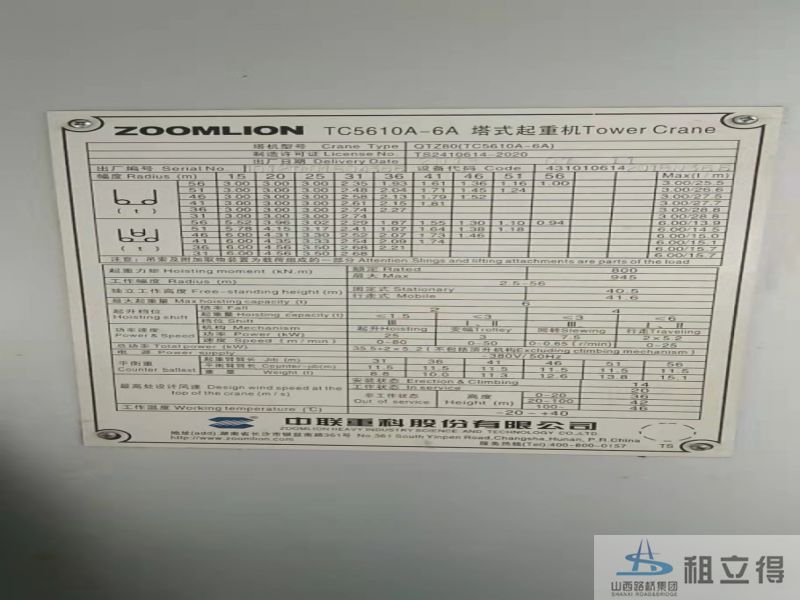 ZOOMLION TC5610A-6A 塔式起重机Tower Crane
塔机型号 Crane Type QTZ80(TC5610A-6A)
制造许可证 License No. TS2410614-2020
出厂日期 Delivery Date
出厂编号 Serial No. 设备代码 Code 431010614
幅度 Radius (m) 15 20 25 31 36 41 46 51 56 Max(t/m)
56 3.00 3.00 3.00 2.35 1.93 1.61 1.36 1.16 1.00 3.00/25.5
51 3.00 3.00 3.00 2.48 2.04 1.71 1.45 1.24 3.00/26.6
46 3.00 3.00 3.00 2.58 2.13 1.79 1.52 3.00/27.5
41 3.00 3.00 3.00 2.61 2.15 1.81 3.00/27.7
36 3.00 3.00 3.00 2.74 2.27 3.00/28.8
31 3.00 3.00 3.00 2.74 3.00/28.8
(t)
56 5.52 3.96 3.02 2.29 1.87 1.55 1.30 1.10 0.94 6.00/13.9
51 5.78 4.15 3.17 2.41 1.97 1.64 1.38 1.18 6.00/14.5
46 6.00 4.31 3.30 2.52 2.07 1.73 1.46 6.00/15.0
41 6.00 4.35 3.33 2.54 2.09 1.74 6.00/15.1
36 6.00 4.56 3.50 2.68 2.21 6.00/15.7
31 6.00 4.56 3.50 2.68 6.00/15.7
(t)
注意：吊索及附加取物装置为载荷组成的一部分 Attention Slings and lifting attachments are parts of the load
起重力矩 Hoisting moment (kN.m) 额定 Rated 800
最大 Max 945
工作幅度 Radius (m) 2.5-56
独立工作高度 Free-standing height (m) 固定式 Stationary 40.5
行走式 Mobile 41.6
最大起重量 Max hoisting capacity (t) 6
起升档位 Hoisting shift 倍率 Fall 2 4
起重量 Hoisting Capacity (t) ≤1.5 ≤3 ≤3 ≤6
档位 Shift III I、II III I、II
功率速度 Power & Speed 机构 Mechanism 起升Hoisting 变幅Trolley 回转Slewing 行走Traveling
功率 Power (kW) 25 3 7.5 2×5.2
速度 Speed (m/min) 0-80 0-50 0-0.65(r/min) 0-25
总功率 Total power (kW) 35.5+2×5.2 (不包括顶升机构Excluding climbing mechanism)
电源 Power supply 380V/50Hz
平衡重 Counter ballast 起重臂臂长 Jib (m) 31 36 41 46 51 56
平衡臂臂长 Counter-jib(m) 11.5 11.5 11.5 11.5 11.5 11.5
重量 Weight (t) 8.8 10.0 11.3 12.6 13.8 15.1
最高处设计风速 Design wind speed at the top of the crane (m/s) 安装状态 Erection & Climbing 14
工作状态 In service 20
非工作状态 Out of service 高度 Height (m) 0-20 36
20-100 42
100- 46
工作温度 Working temperature (℃) -20~+40
中联重科股份有限公司
ZOOMLION HEAVY INDUSTRY SCIENCE AND TECHNOLOGY CO.,LTD.
地址(add) 湖南省长沙市银盆南路361号 No 361 South Yinpen Road,Changsha,Hunan, P.R.China
http://www.zoomlion.com 服务热线(Tel):400-800-0157 TS
山西路桥集团
SHANXI ROAD&BRIDGE
租立得